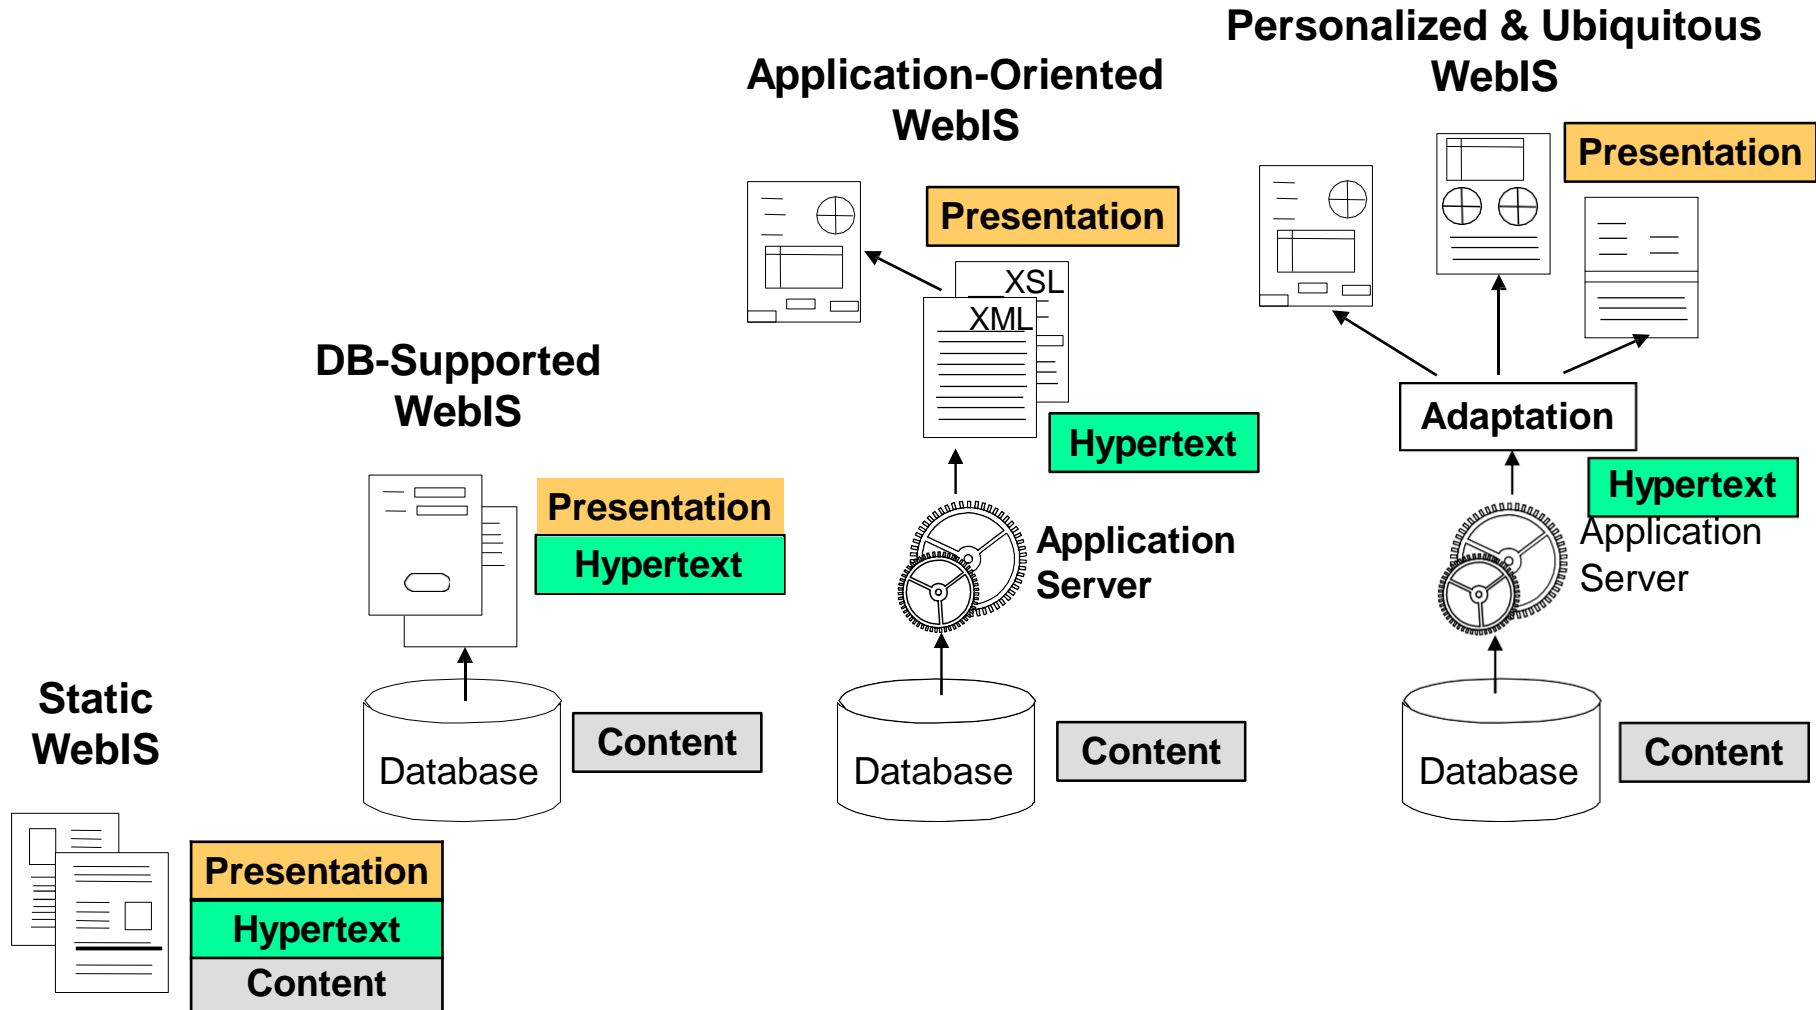 Static
WebIS
Presentation
Hypertext
Content
DB-Supported
WebIS
Presentation
Hypertext
Database
Content
Application-Oriented
WebIS
Presentation
XSL
XML
Hypertext
Application
Server
Database
Content
Personalized & Ubiquitous
WebIS
Presentation
Adaptation
Hypertext
Application
Server
Database
Content